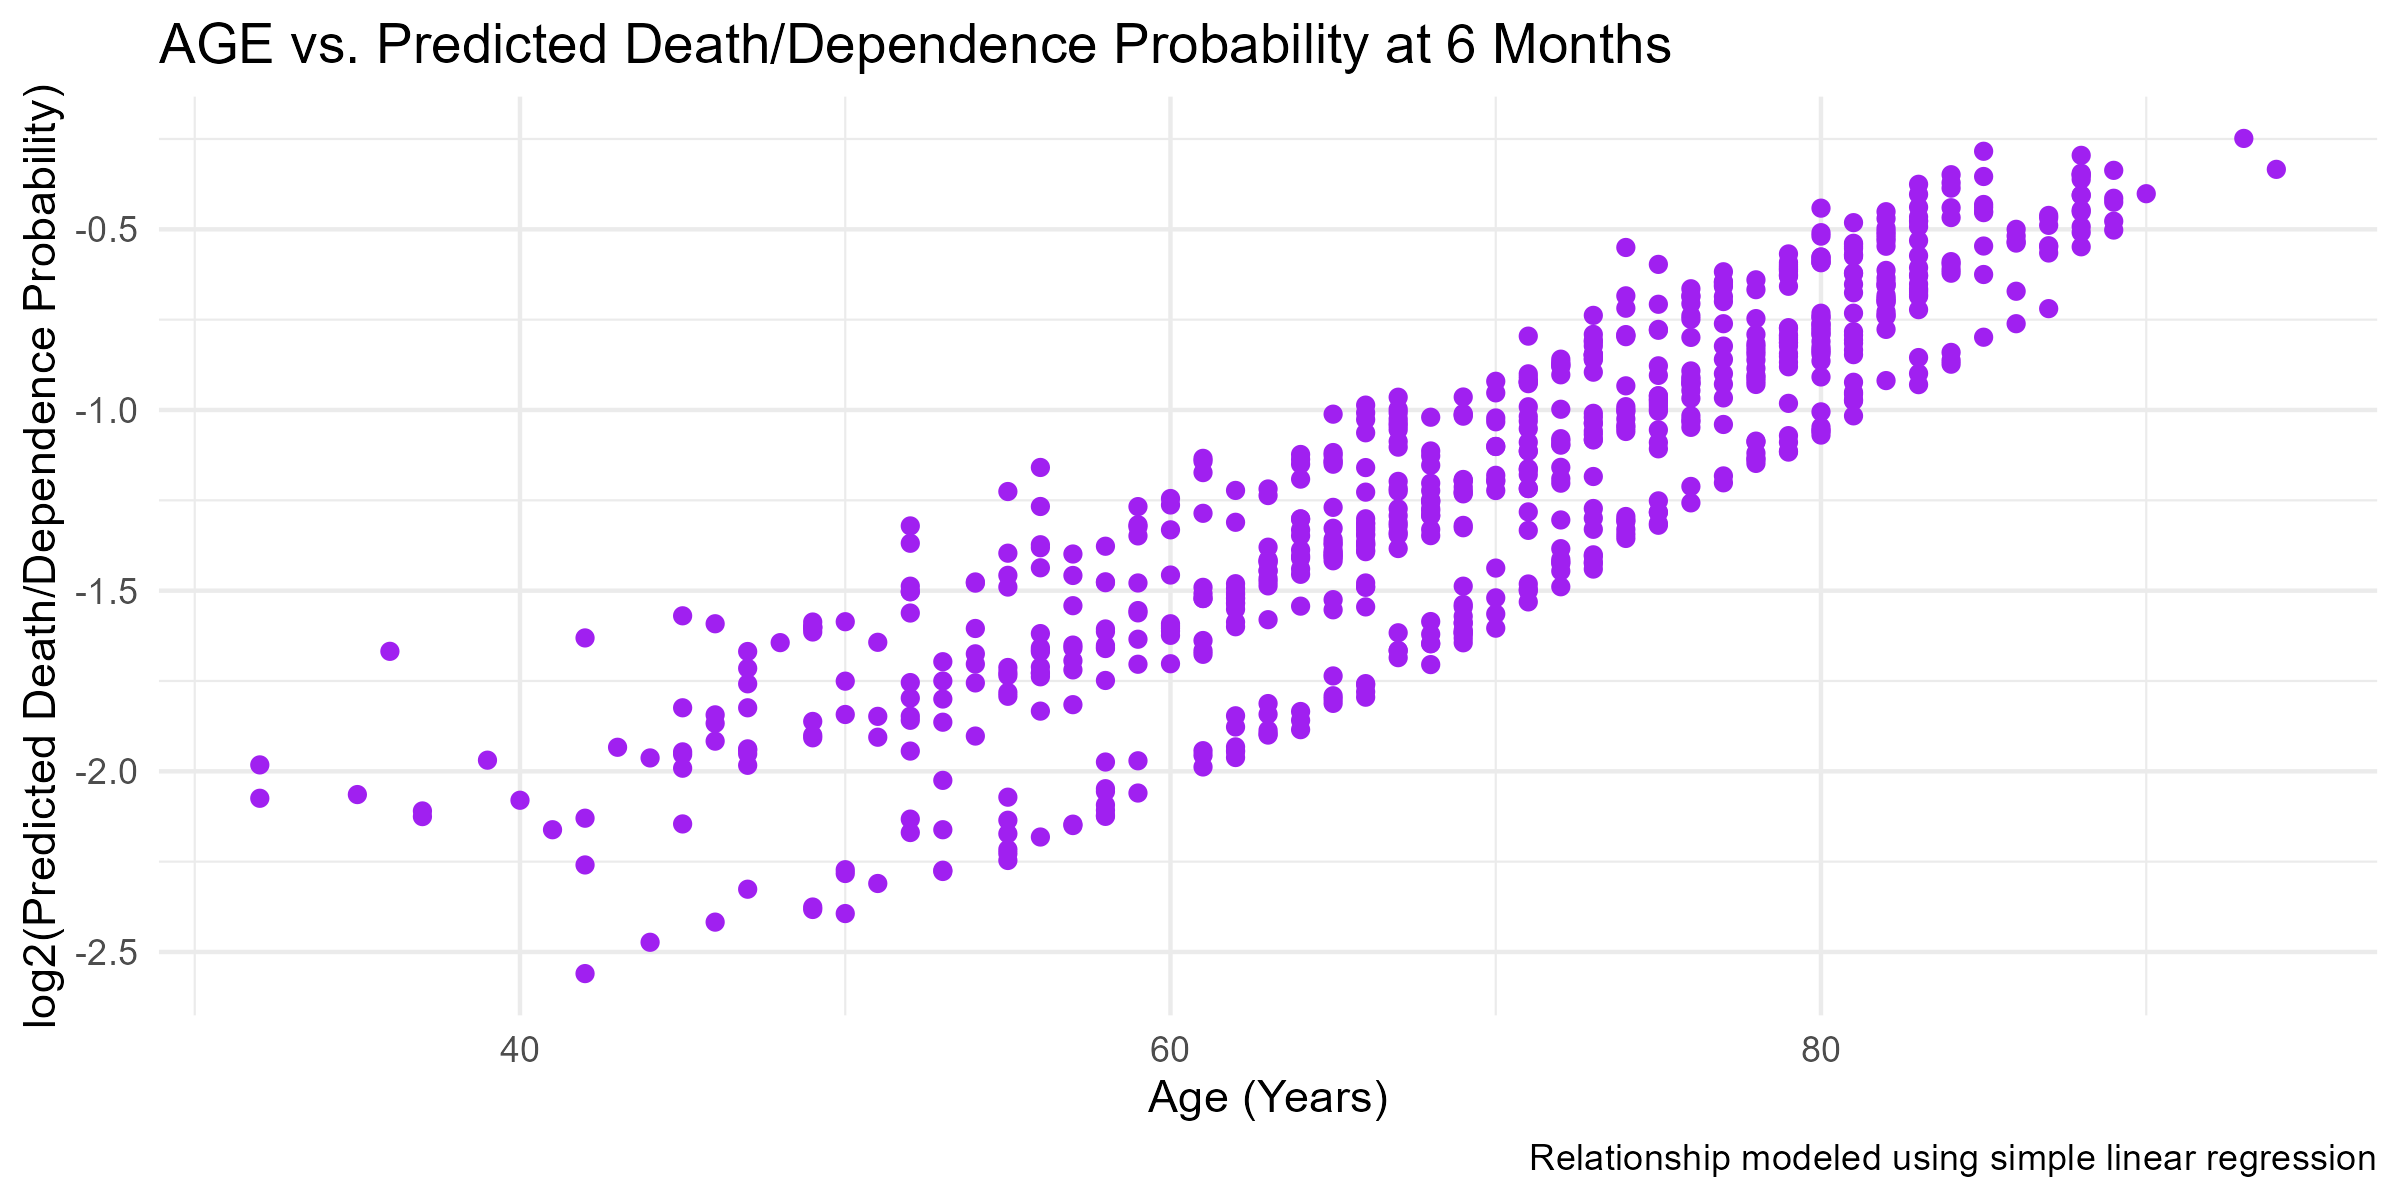 AGE vs. Predicted Death/Dependence Probability at 6 Months
log2(Predicted Death/Dependence Probability)
-0.5
-1.0
-1.5
-2.0
-2.5
40 60 80
Age (Years)
Relationship modeled using simple linear regression